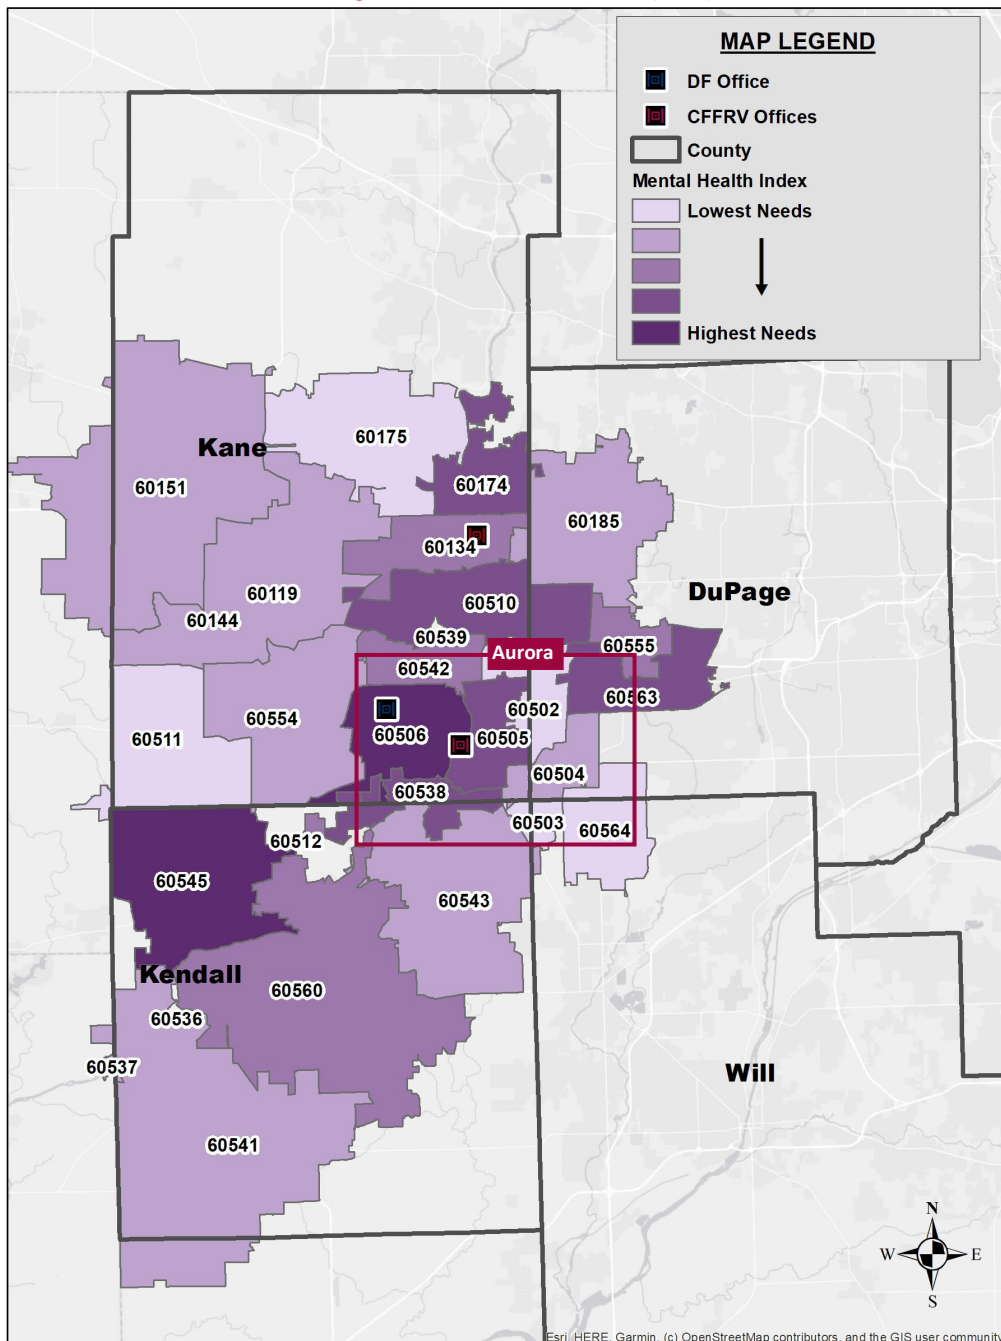 MAP LEGEND
DF Office
CFFRV Offices
County
Mental Health Index
Lowest Needs
Highest Needs
Kane
60175
60151
60174
60185
60134
DuPage
60119
60510
60144
60539
60555
Aurora
60542
60563
60502
60554
60506
60505
60511
60504
60538
60503
60564
60512
60545
60543
Kendall
60560
60536
60537
Will
60541
N
W
E
S
Esri, HERE, Garmin, (c) OpenStreetMap contributors, and the GIS user community